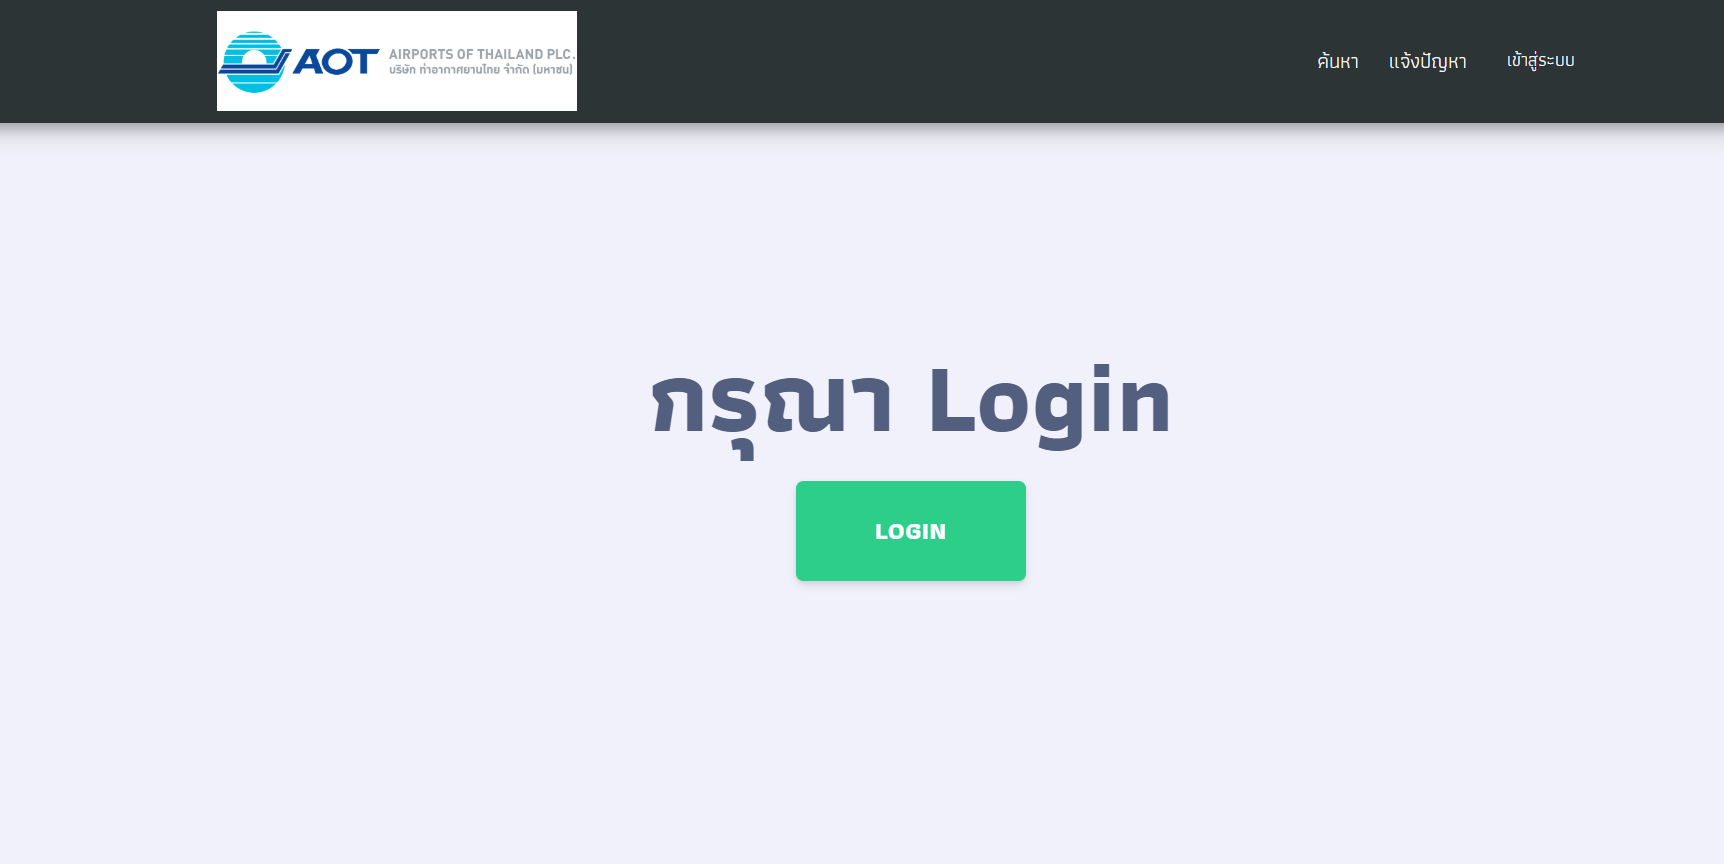 AOT
AIRPORTS OF THAILAND PLC.
บริษัท ท่าอากาศยานไทย จำกัด (มหาชน)
ค้นหา แจ้งปัญหา เข้าสู่ระบบ
กรุณา Login
LOGIN